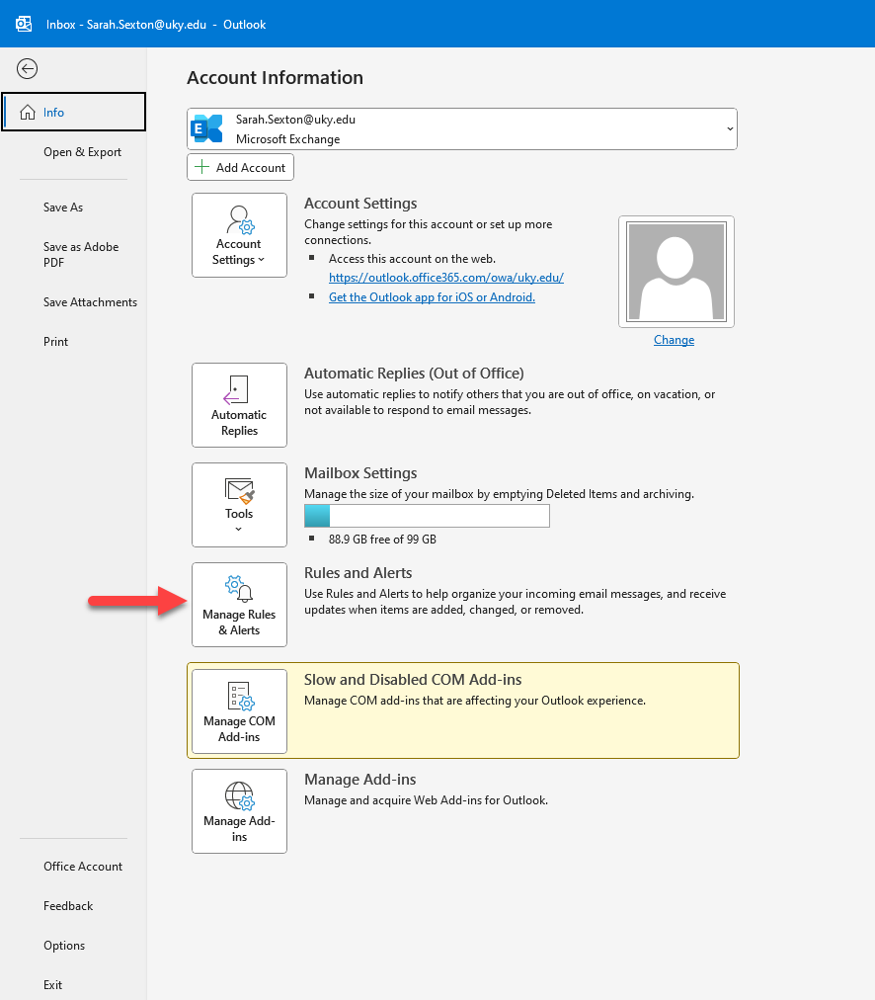 Inbox - Sarah.Sexton@uky.edu - Outlook
Info
Open & Export
Save As
Save as Adobe
PDF
Save Attachments
Print
Office Account
Feedback
Options
Exit
Account Information
E
Sarah.Sexton@uky.edu
Microsoft Exchange
Add Account
Account
Settings
Account Settings
Change settings for this account or set up more
connections.
Access this account on the web.
https://outlook.office365.com/owa/uky.edu/
Get the Outlook app for iOS or Android.
Change
Automatic
Replies
Automatic Replies (Out of Office)
Use automatic replies to notify others that you are out of office, on vacation, or
not available to respond to email messages.
Tools
Mailbox Settings
Manage the size of your mailbox by emptying Deleted Items and archiving.
88.9 GB free of 99 GB
Manage Rules
& Alerts
Rules and Alerts
Use Rules and Alerts to help organize your incoming email messages, and receive
updates when items are added, changed, or removed.
Manage COM
Add-ins
Slow and Disabled COM Add-ins
Manage COM add-ins that are affecting your Outlook experience.
Manage Add-
ins
Manage Add-ins
Manage and acquire Web Add-ins for Outlook.